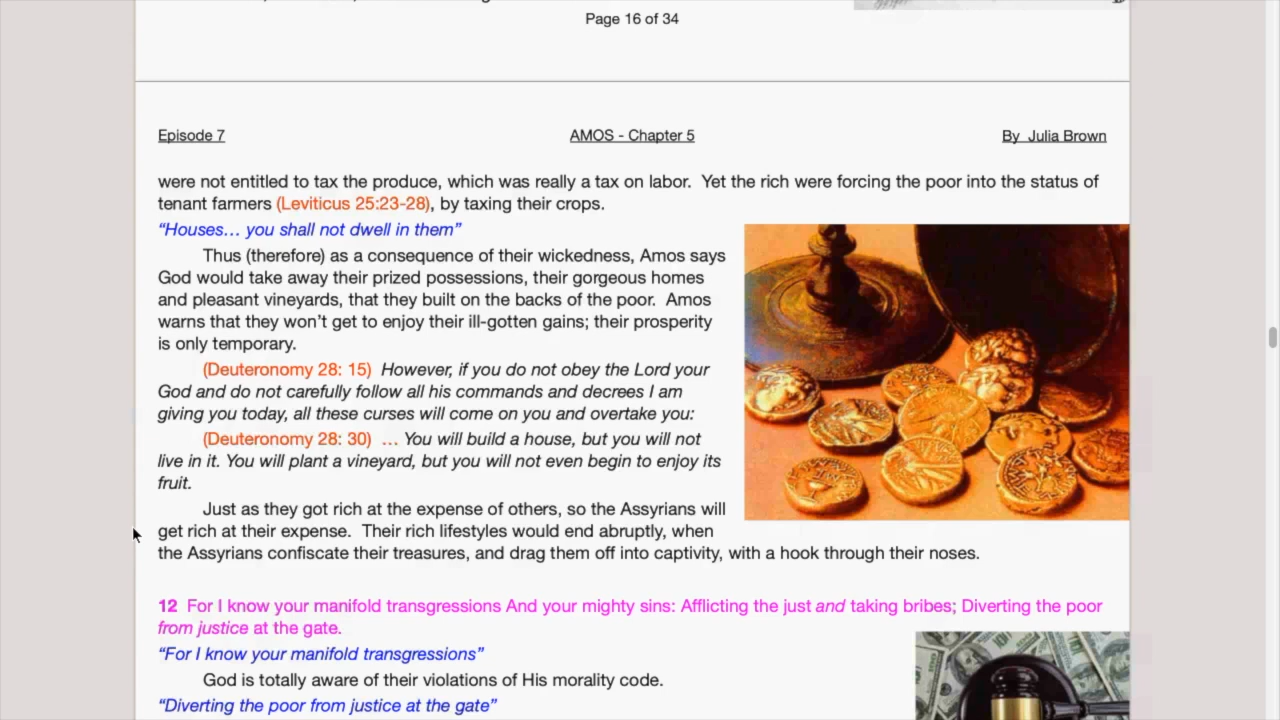 Page 16 of 34
Episode 7
AMOS - Chapter 5
By Julia Brown
were not entitled to tax the produce, which was really a tax on labor. Yet the rich were forcing the poor into the status of
tenant farmers (Leviticus 25:23-28), by taxing their crops.
“Houses… you shall not dwell in them”
Thus (therefore) as a consequence of their wickedness, Amos says
God would take away their prized possessions, their gorgeous homes
and pleasant vineyards, that they built on the backs of the poor. Amos
warns that they won’t get to enjoy their ill-gotten gains; their prosperity
is only temporary.
(Deuteronomy 28: 15) However, if you do not obey the Lord your
God and do not carefully follow all his commands and decrees I am
giving you today, all these curses will come on you and overtake you:
(Deuteronomy 28: 30) … You will build a house, but you will not
live in it. You will plant a vineyard, but you will not even begin to enjoy its
fruit.
Just as they got rich at the expense of others, so the Assyrians will
get rich at their expense. Their rich lifestyles would end abruptly, when
the Assyrians confiscate their treasures, and drag them off into captivity, with a hook through their noses.
12 For I know your manifold transgressions And your mighty sins: Afflicting the just and taking bribes; Diverting the poor
from justice at the gate.
“For I know your manifold transgressions”
God is totally aware of their violations of His morality code.
“Diverting the poor from justice at the gate”